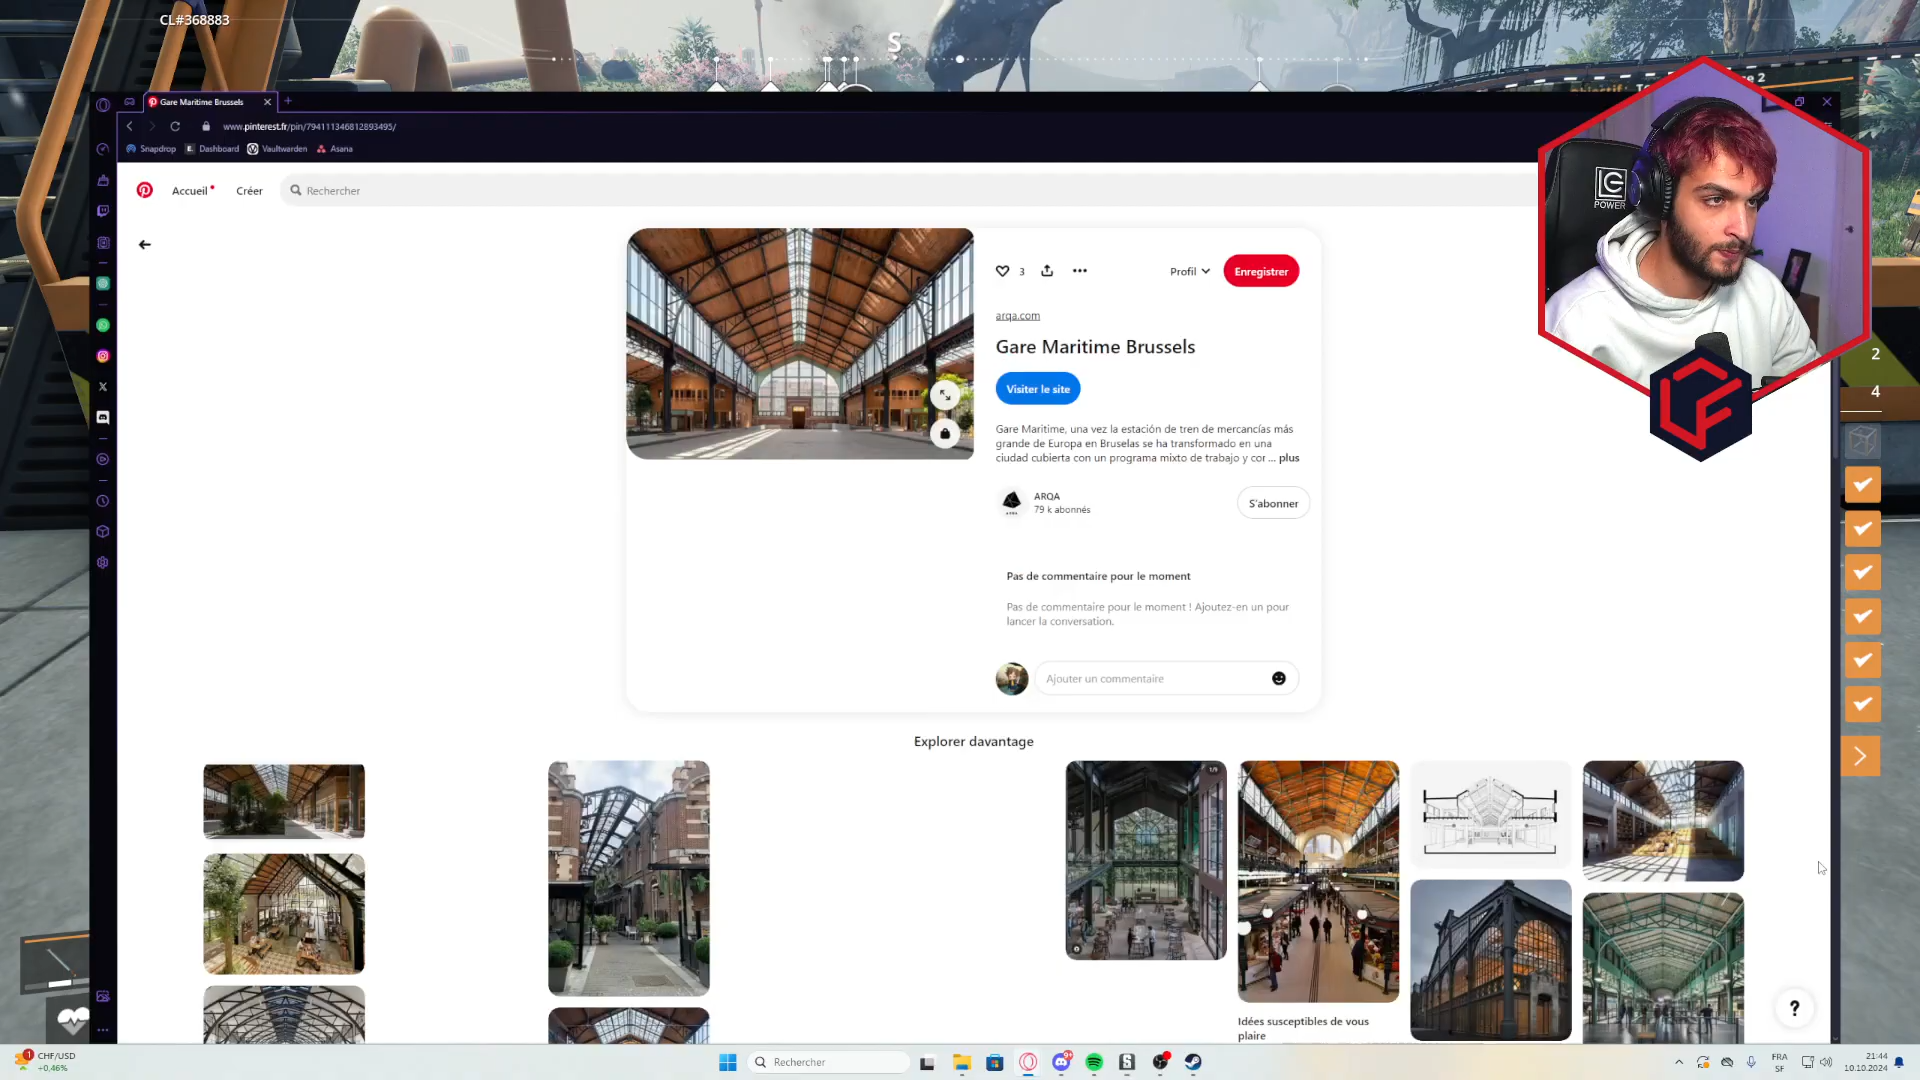 CL#368883
S
Gare Maritime Brussels
www.pinterest.fr/pin/794111346812893495/
Snapdrop
Dashboard
Vaultwarden
Asana
Accueil
Créer
Rechercher
3
Profil
Enregistrer
arqa.com
Gare Maritime Brussels
Visiter le site
Gare Maritime, una vez la estación de tren de mercancías más
grande de Europa en Bruselas se ha transformado en una
ciudad cubierta con un programa mixto de trabajo y cor ... plus
ARQA
79 k abonnés
S'abonner
Pas de commentaire pour le moment
Pas de commentaire pour le moment ! Ajoutez-en un pour
lancer la conversation.
Ajouter un commentaire
Explorer davantage
Idées susceptibles de vous
plaire
?
LC
POWER
2
4
CHF/USD
+0,46%
Rechercher
FRA
SF
21:44
10.10.2024